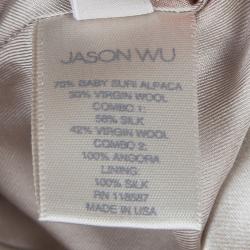 JASON WU
70% BABY SURI ALPACA
30% VIRGIN WOOL
COMBO 1:
58% SILK
42% VIRGIN WOOL
COMBO 2:
100% ANGORA
LINING:
100% SILK
RN 118587
MADE IN USA